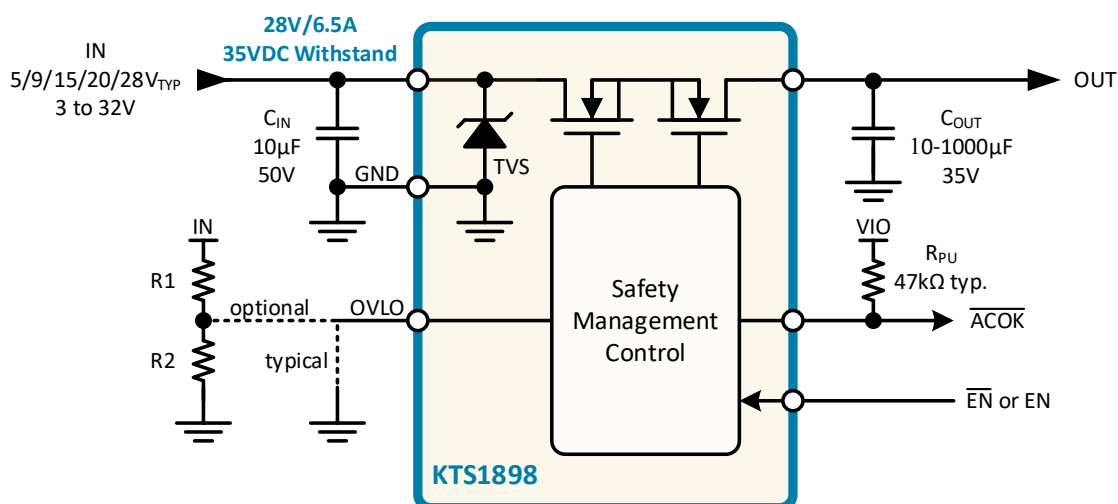 28V/6.5A
35VDC Withstand
IN
5/9/15/20/28VTYP
3 to 32V
OUT
CIN
10µF
50V
COUT
10-1000µF
35V
TVS
GND
IN
VIO
R1
RPU
47kΩ typ.
optional
OVLO
Safety
Management
Control
ACOK
R2
typical
EN or EN
KTS1898